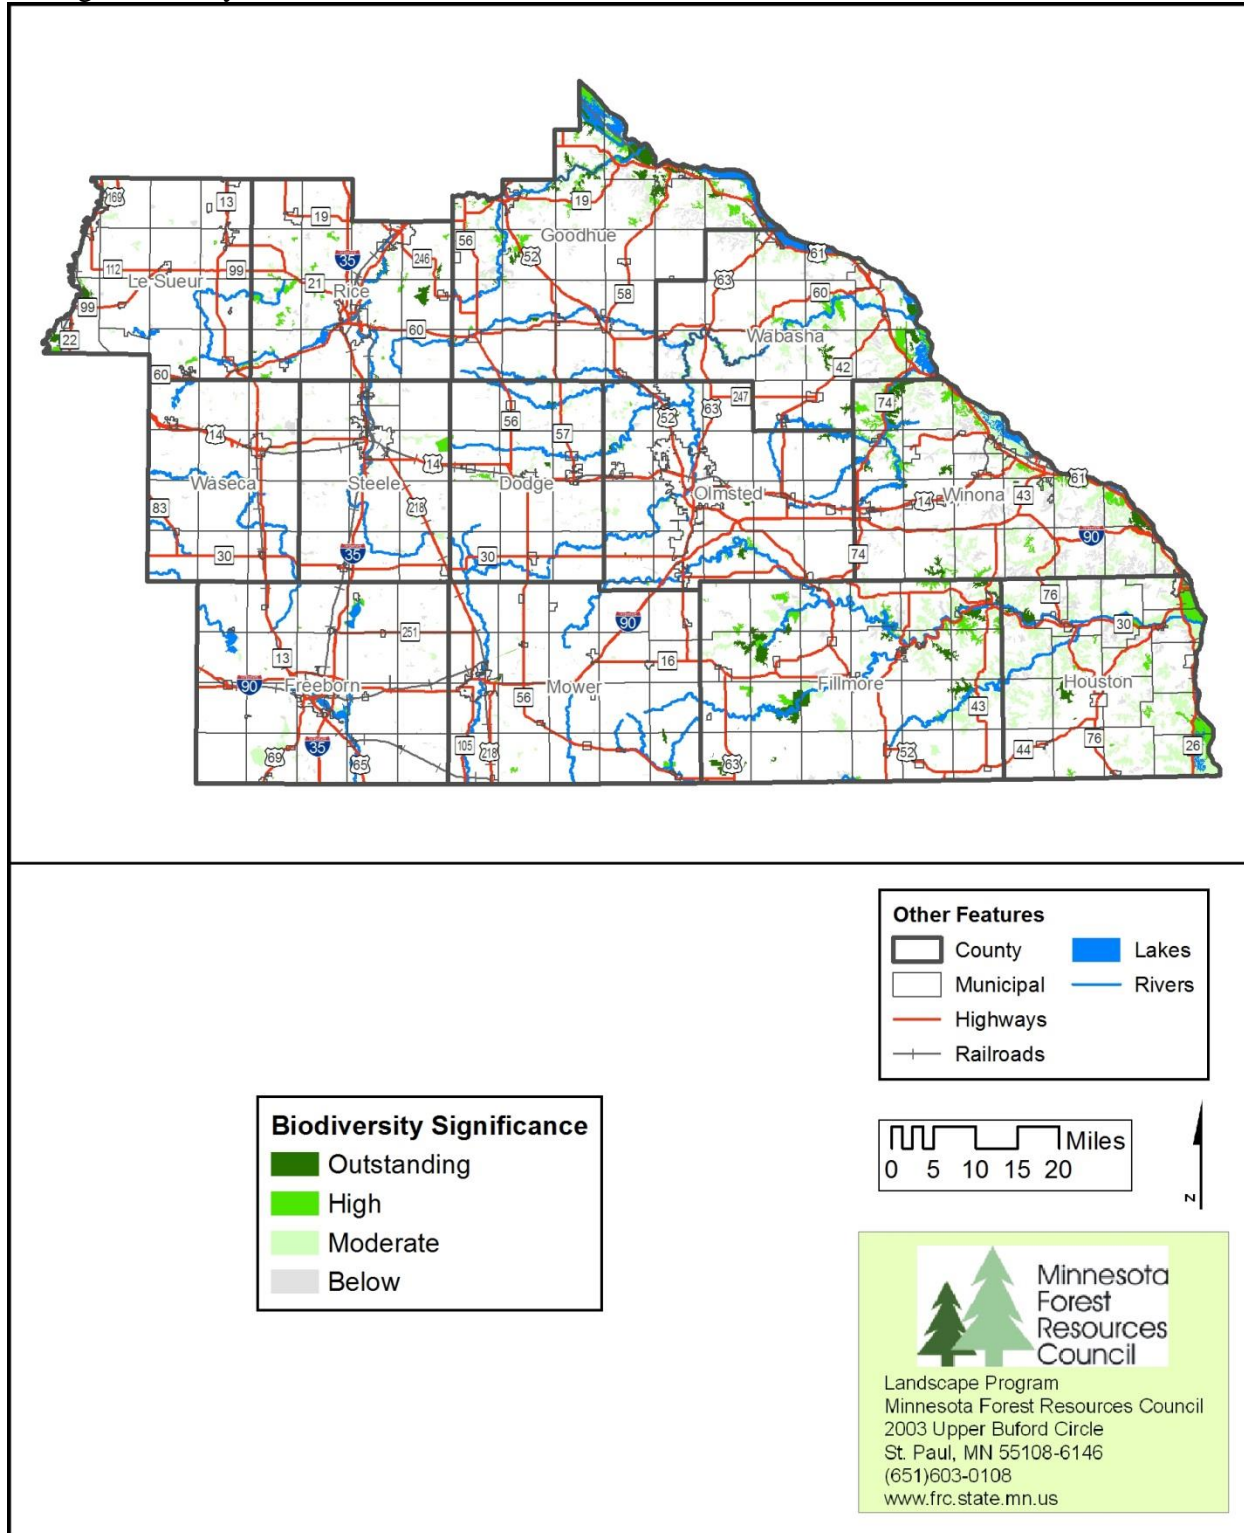 169
13
19
19
Goodhue
56
52
61
35
246
112
99
63
Le Sueur
21
Rice
58
60
99
60
22
Wabasha
42
60
74
247
63
52
14
56
57
14
61
Waseca
Steele
Dodge
Olmsted
43
14
Winona
83
218
90
30
35
30
74
76
90
30
251
13
16
90
Freeborn
56
Mower
Fillmore
Houston
43
35
69
65
105
218
63
52
44
76
26
Other Features
County
Lakes
Municipal
Rivers
Highways
Railroads
Biodiversity Significance
Outstanding
High
Moderate
Below
Miles
0 5 10 15 20
N
Minnesota
Forest
Resources
Council
Landscape Program
Minnesota Forest Resources Council
2003 Upper Buford Circle
St. Paul, MN 55108-6146
(651)603-0108
www.frc.state.mn.us